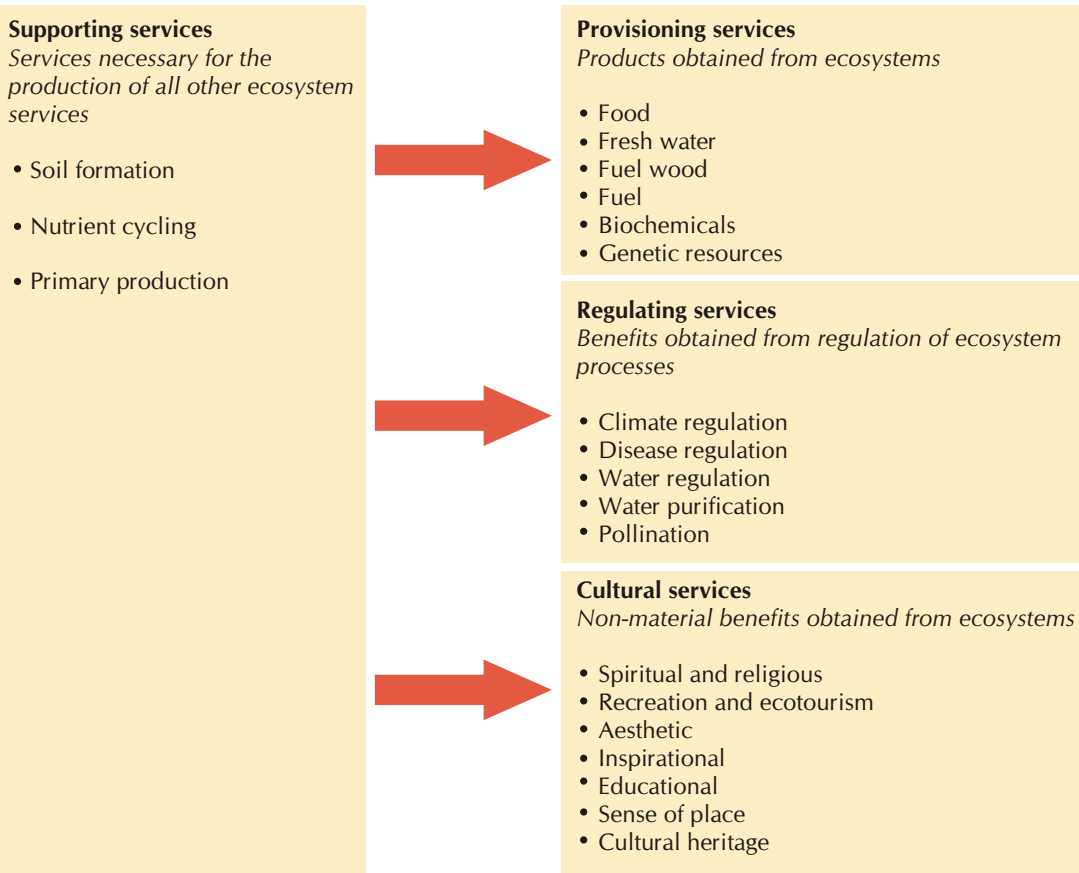 Supporting services
Services necessary for the
production of all other ecosystem
services
• Soil formation
• Nutrient cycling
• Primary production
Provisioning services
Products obtained from ecosystems
• Food
• Fresh water
• Fuel wood
• Fuel
• Biochemicals
• Genetic resources
Regulating services
Benefits obtained from regulation of ecosystem
processes
• Climate regulation
• Disease regulation
• Water regulation
• Water purification
• Pollination
Cultural services
Non-material benefits obtained from ecosystems
• Spiritual and religious
• Recreation and ecotourism
• Aesthetic
• Inspirational
• Educational
• Sense of place
• Cultural heritage